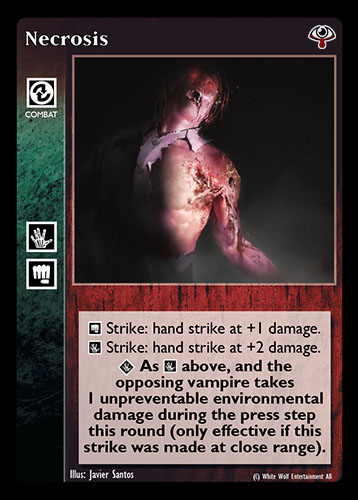 Necrosis
COMBAT
Strike: hand strike at +1 damage.
Strike: hand strike at +2 damage.
As above, and the
opposing vampire takes
1 unpreventable environmental
damage during the press step
this round (only effective if this
strike was made at close range).
Illus: Javier Santos
(C) White Wolf Entertainment AB